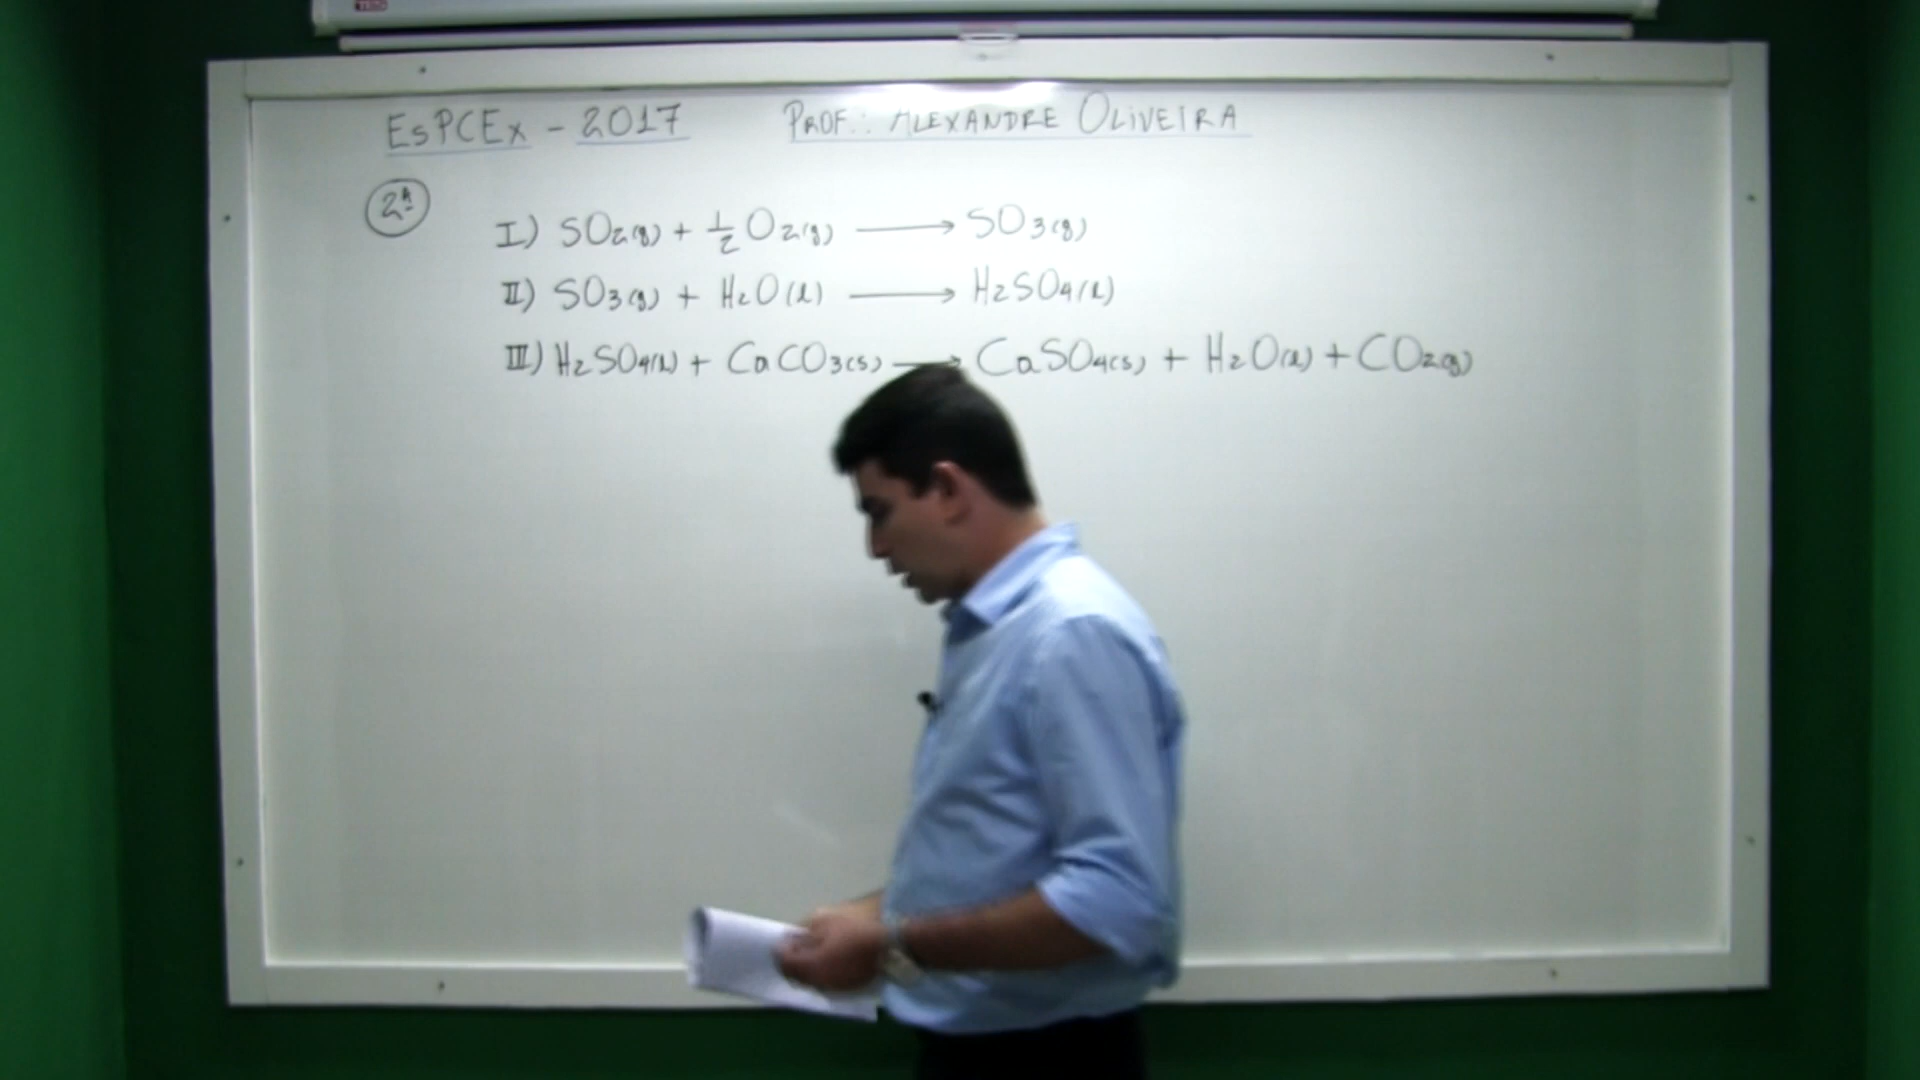 EsPCEx - 2017 PROF.: ALEXANDRE OLIVEIRA
2ª
I) SO2(g) + 1/2 O2(g) ⟶ SO3(g)
II) SO3(g) + H2O(l) ⟶ H2SO4(l)
III) H2SO4(l) + CaCO3(s) ⟶ CaSO4(s) + H2O(l) + CO2(g)